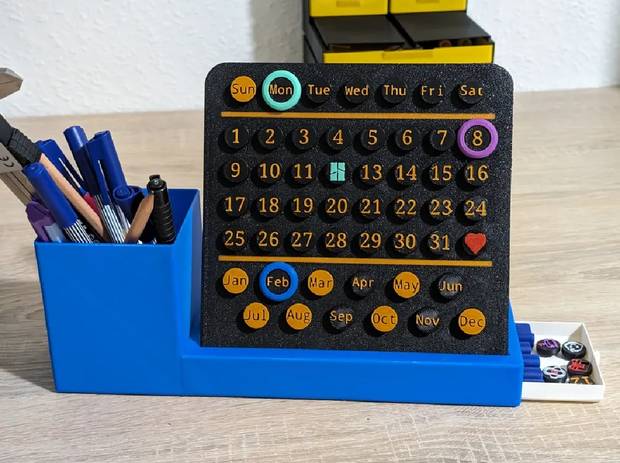 Sun Mon Tue Wed Thu Fri Sat
1 2 3 4 5 6 7 8
9 10 11 13 14 15 16
17 18 19 20 21 22 23 24
25 26 27 28 29 30 31
Jan Feb Mar Apr May Jun
Jul Aug Sep Oct Nov Dec